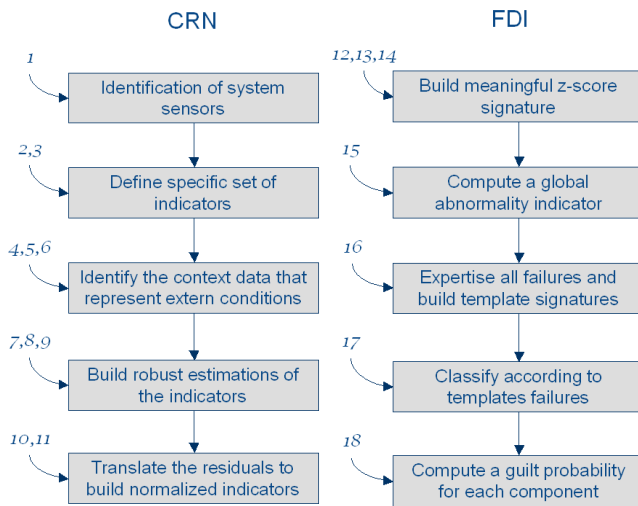 CRN
1
Identification of system
sensors
2,3
Define specific set of
indicators
4,5,6
Identify the context data that
represent extern conditions
7,8,9
Build robust estimations of
the indicators
10,11
Translate the residuals to
build normalized indicators
FDI
12,13,14
Build meaningful z-score
signature
15
Compute a global
abnormality indicator
16
Expertise all failures and
build template signatures
17
Classify according to
templates failures
18
Compute a guilt probability
for each component